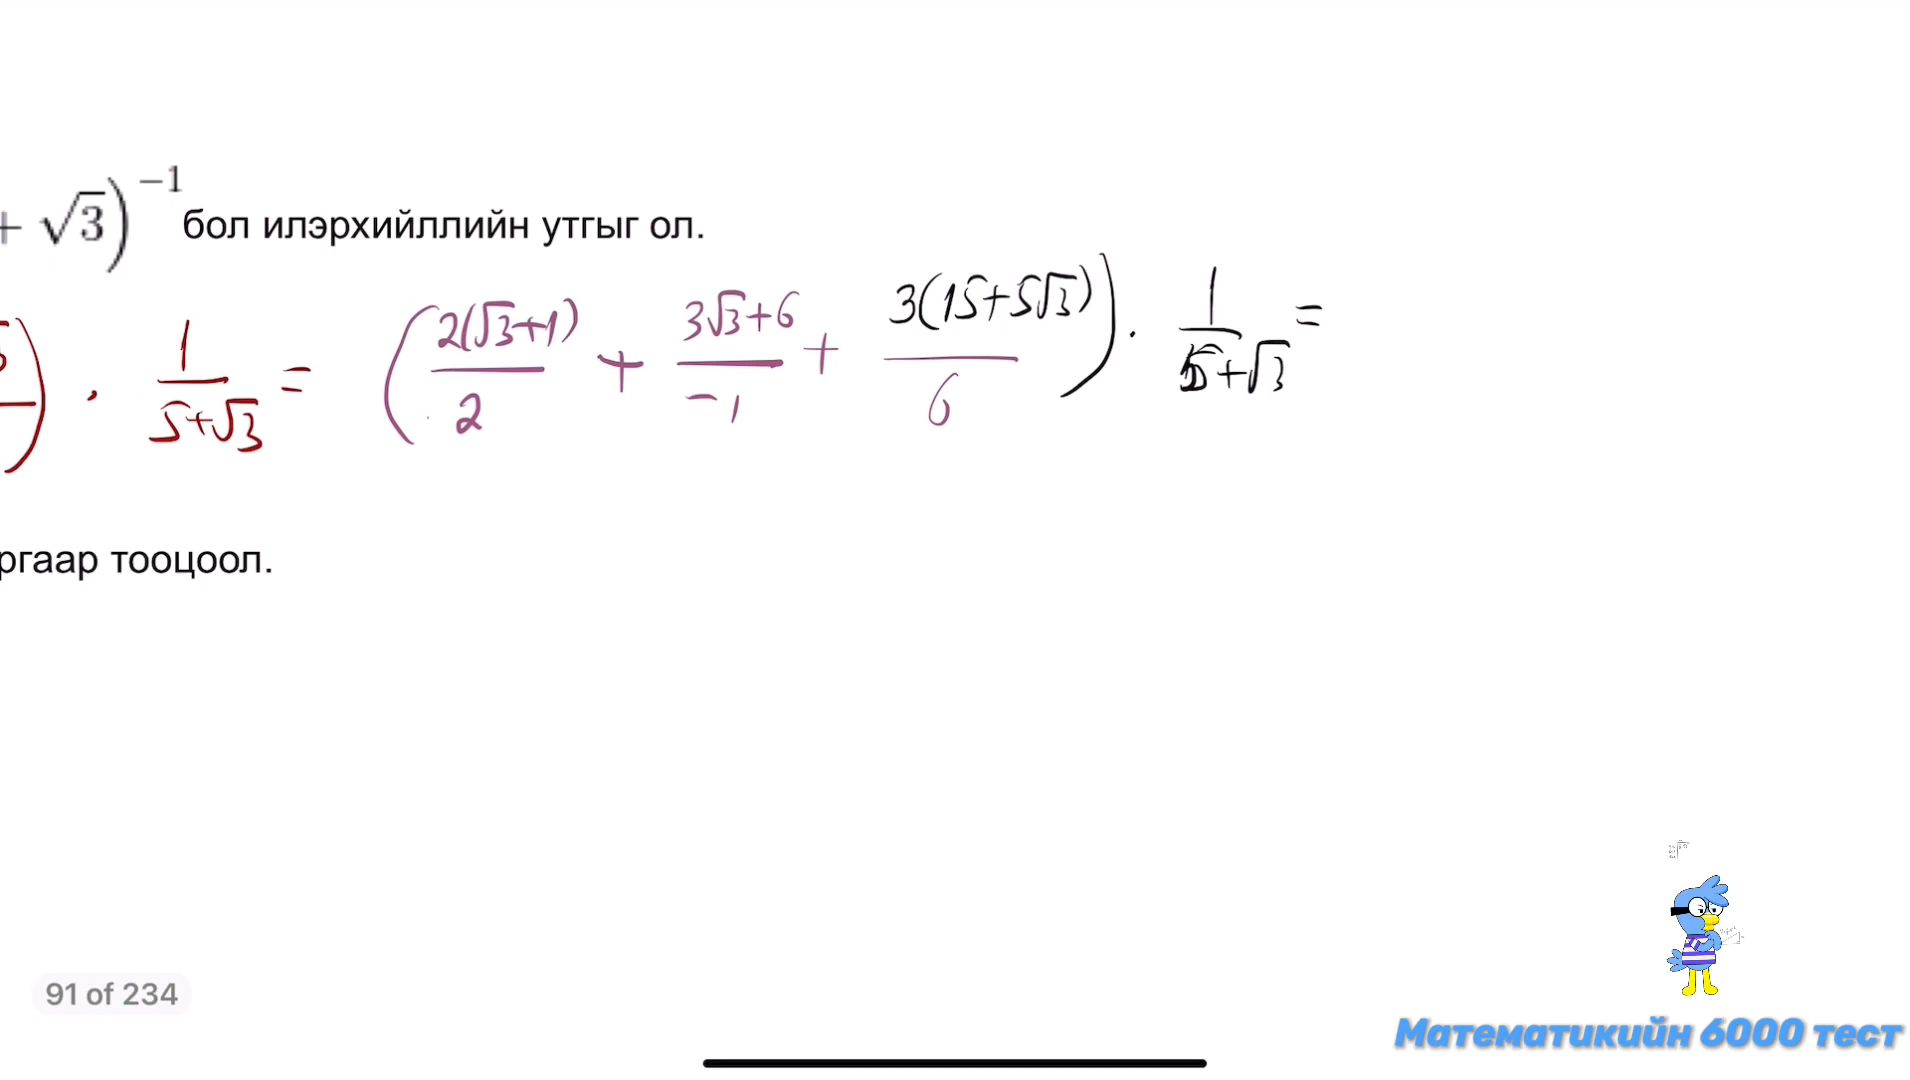 + √3)⁻¹ бол илэрхийллийн утгыг ол.
) · 1/(5+√3) = (2(√3+1)/2 + (3√3+6)/(-1) + 3(15+5√3)/6) · 1/(5+√3) =
ргаар тооцоол.
91 of 234
Математикийн 6000 тест